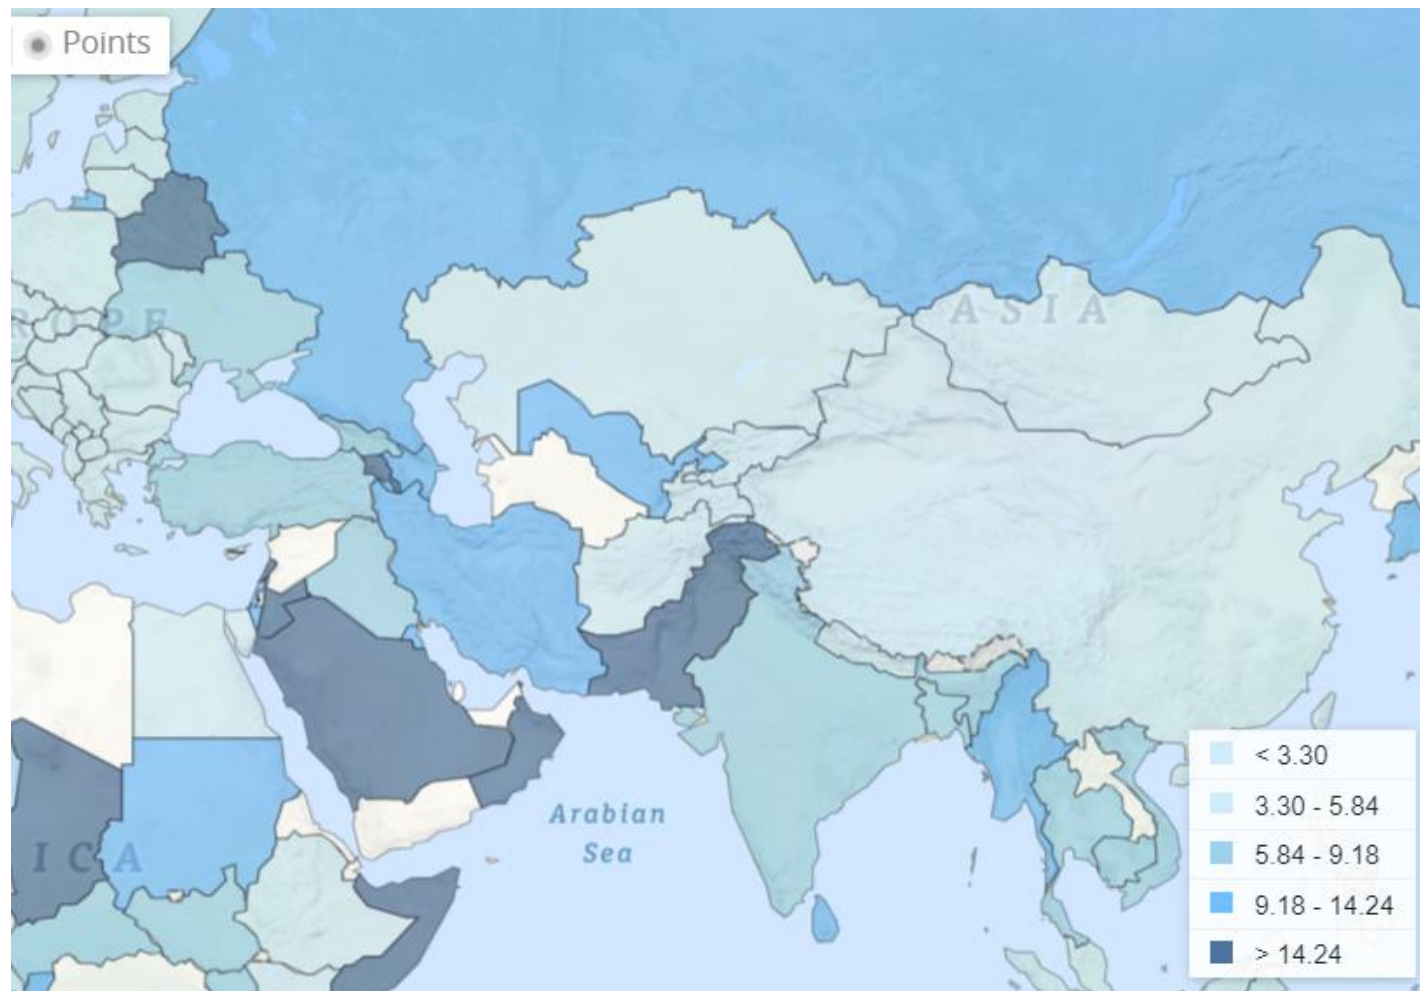 Points
ROPE
ASIA
Arabian
Sea
ICA
< 3.30
3.30 - 5.84
5.84 - 9.18
9.18 - 14.24
> 14.24